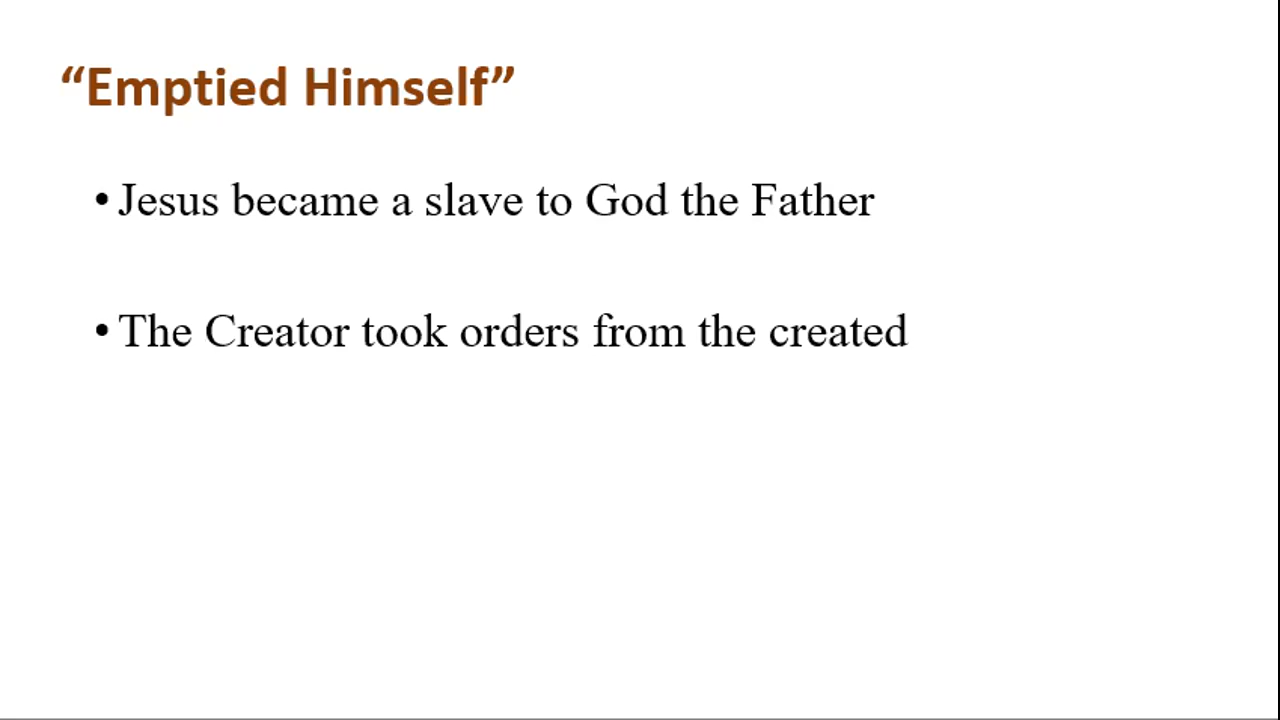 “Emptied Himself”
• Jesus became a slave to God the Father
• The Creator took orders from the created